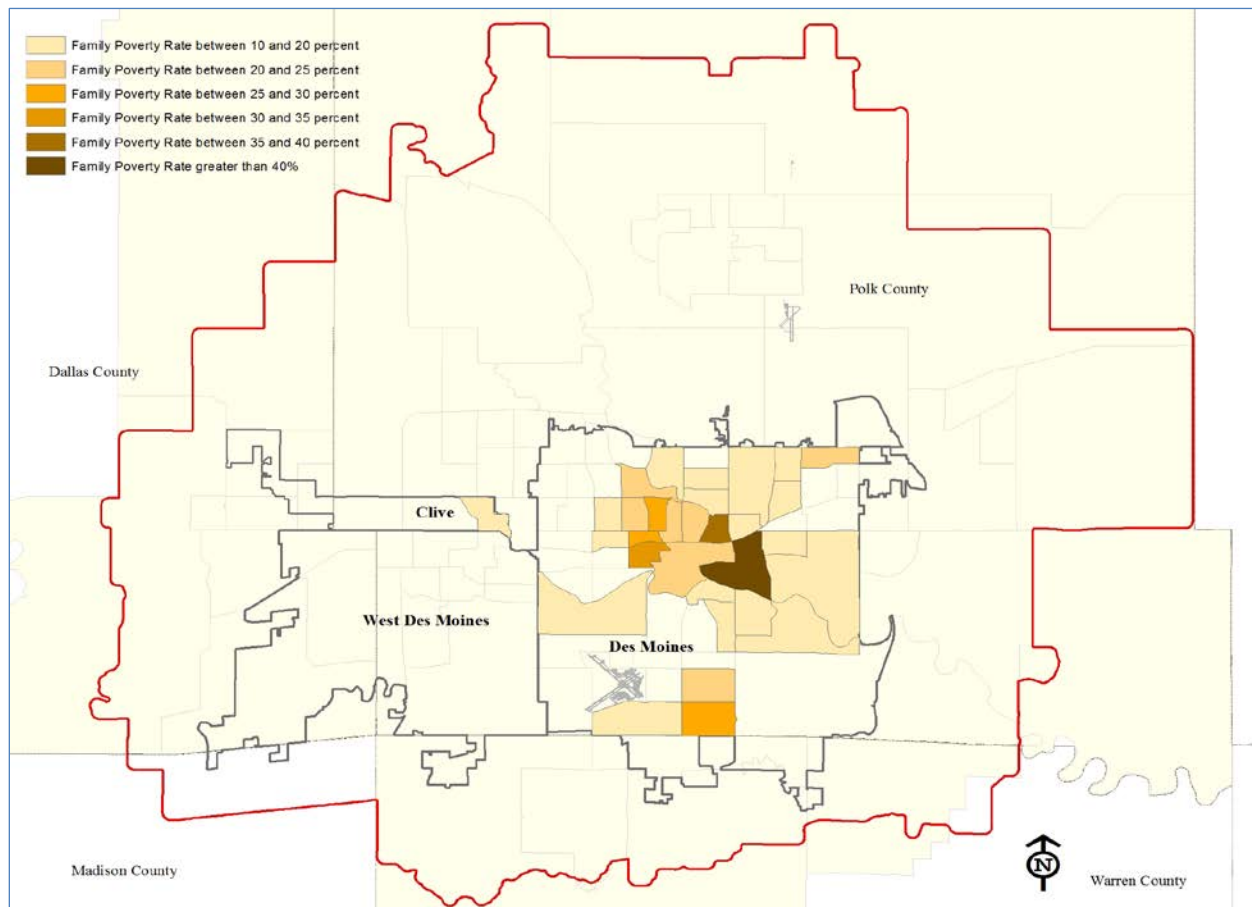 Family Poverty Rate between 10 and 20 percent
Family Poverty Rate between 20 and 25 percent
Family Poverty Rate between 25 and 30 percent
Family Poverty Rate between 30 and 35 percent
Family Poverty Rate between 35 and 40 percent
Family Poverty Rate greater than 40%
Polk County
Dallas County
Clive
West Des Moines
Des Moines
Madison County
N
Warren County